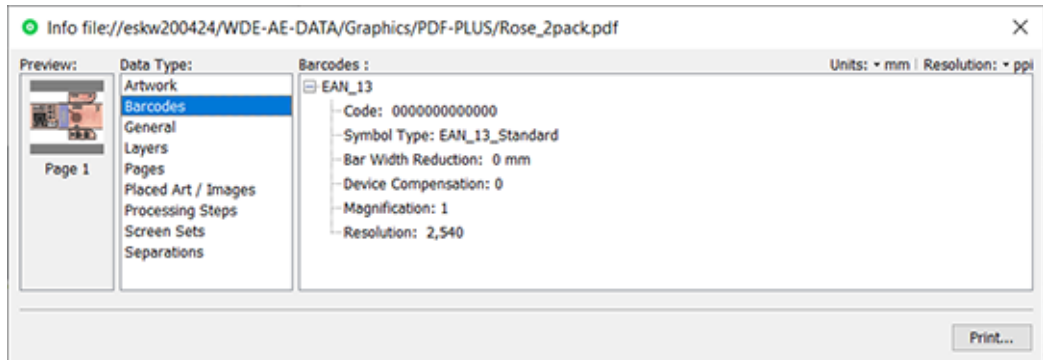 Info file://eskw200424/WDE-AE-DATA/Graphics/PDF-PLUS/Rose_2pack.pdf
Preview:
Page 1
Data Type:
Artwork
Barcodes
General
Layers
Pages
Placed Art / Images
Processing Steps
Screen Sets
Separations
Barcodes :
Units: mm | Resolution: ppi
EAN_13
Code: 0000000000000
Symbol Type: EAN_13_Standard
Bar Width Reduction: 0 mm
Device Compensation: 0
Magnification: 1
Resolution: 2,540
Print...